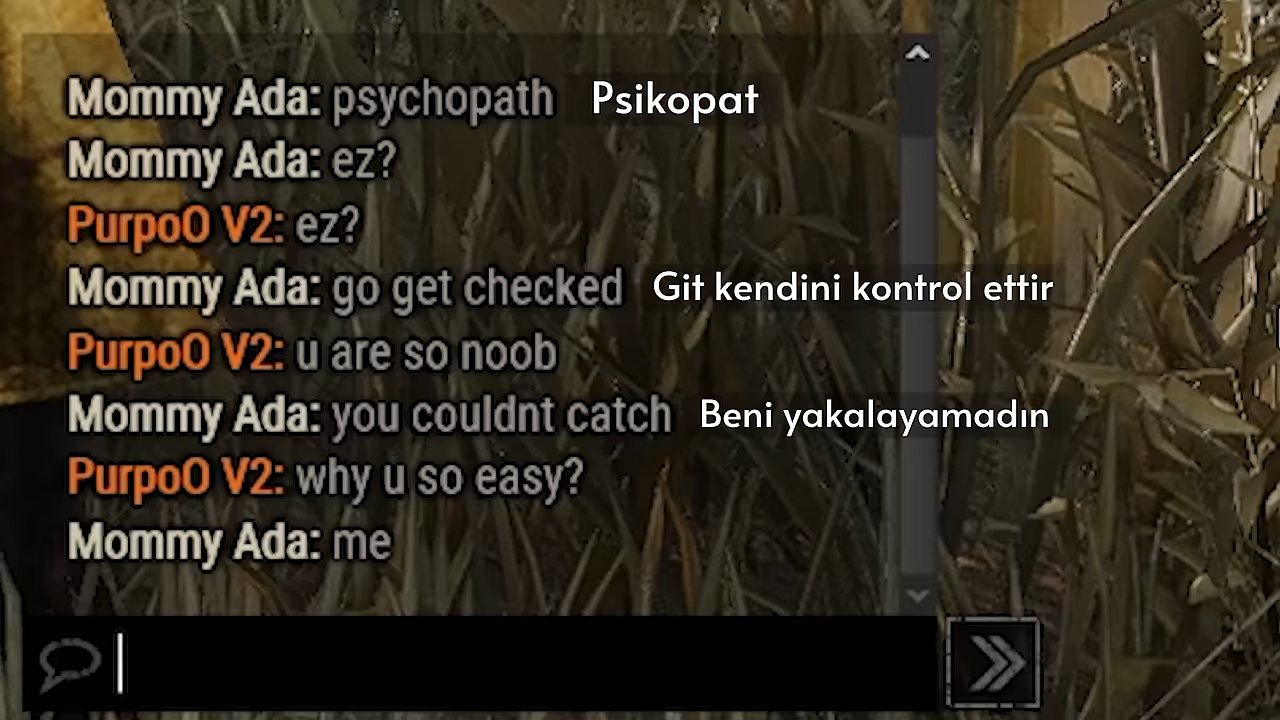 Mommy Ada: psychopath Psikopat
Mommy Ada: ez?
PurpoO V2: ez?
Mommy Ada: go get checked Git kendini kontrol ettir
PurpoO V2: u are so noob
Mommy Ada: you couldnt catch Beni yakalayamadın
PurpoO V2: why u so easy?
Mommy Ada: me